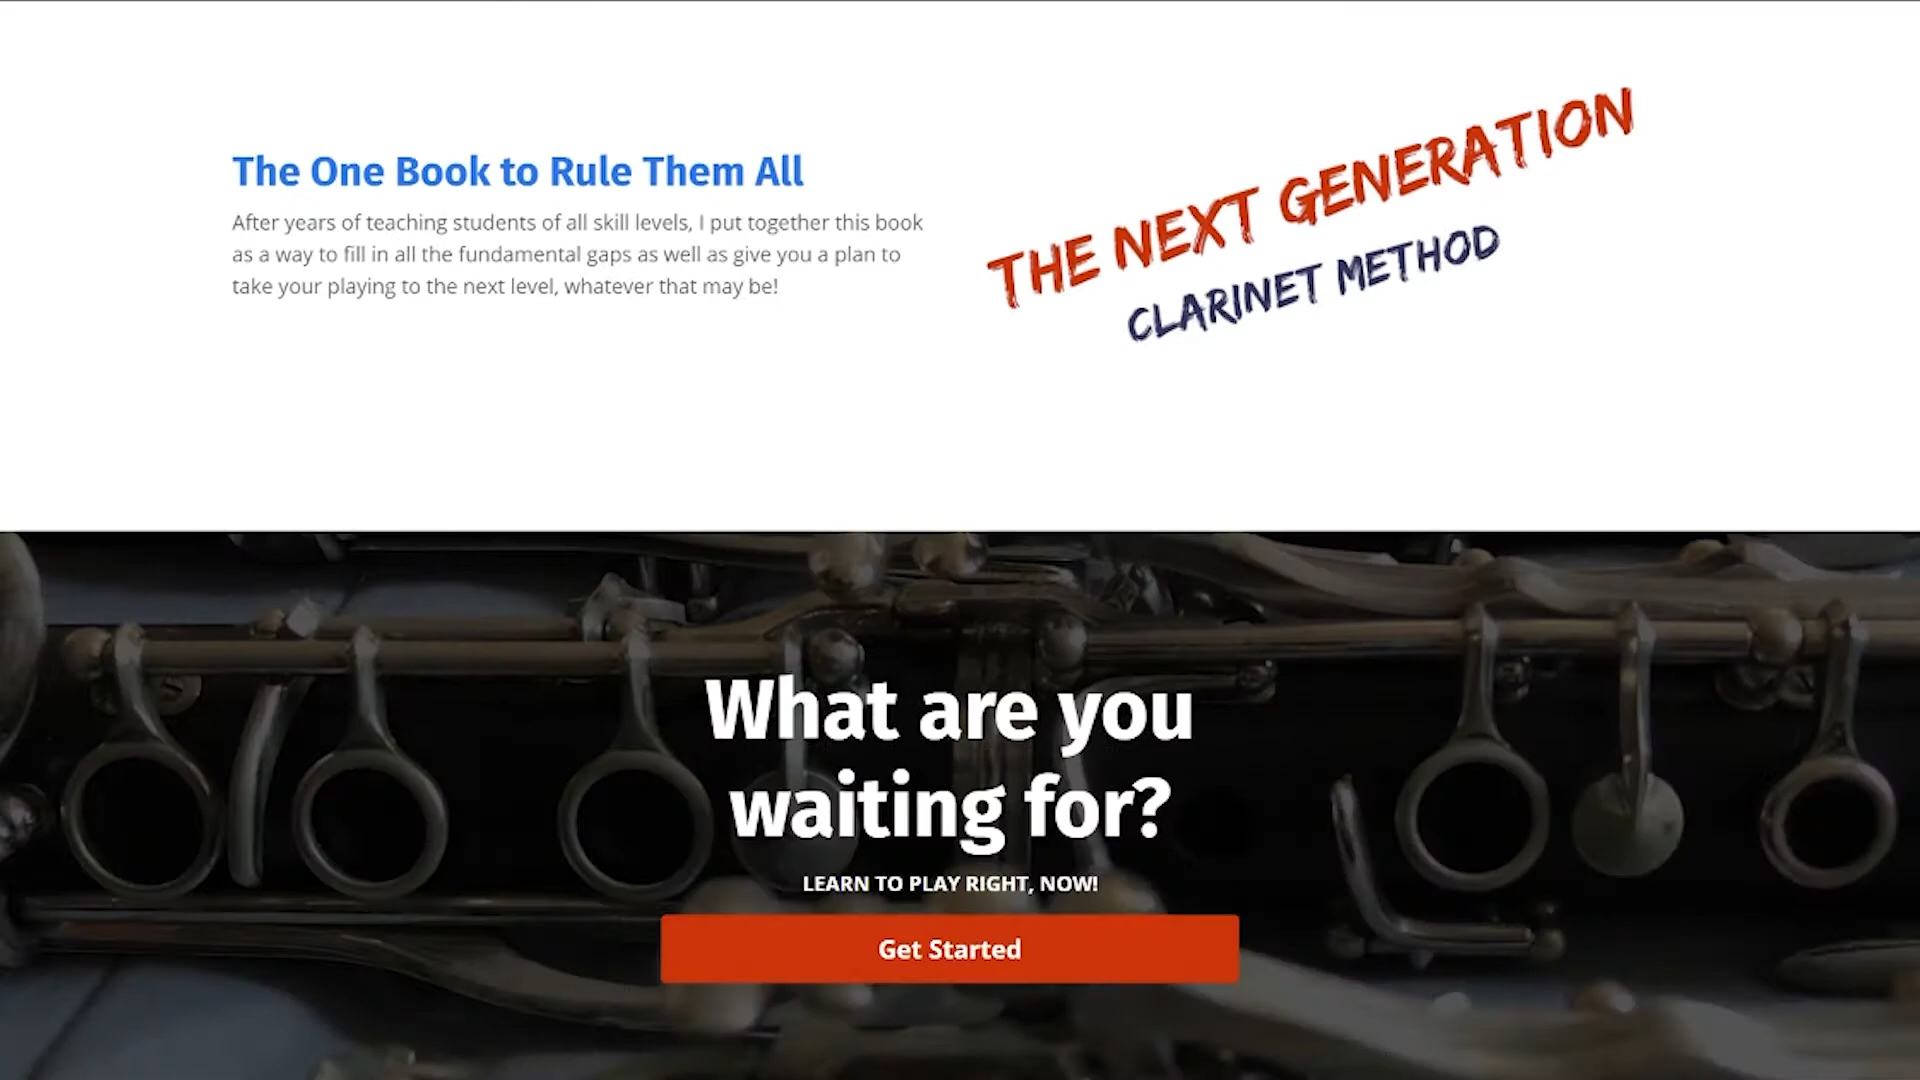 The One Book to Rule Them All
After years of teaching students of all skill levels, I put together this book
as a way to fill in all the fundamental gaps as well as give you a plan to
take your playing to the next level, whatever that may be!
THE NEXT GENERATION
CLARINET METHOD
What are you
waiting for?
LEARN TO PLAY RIGHT, NOW!
Get Started